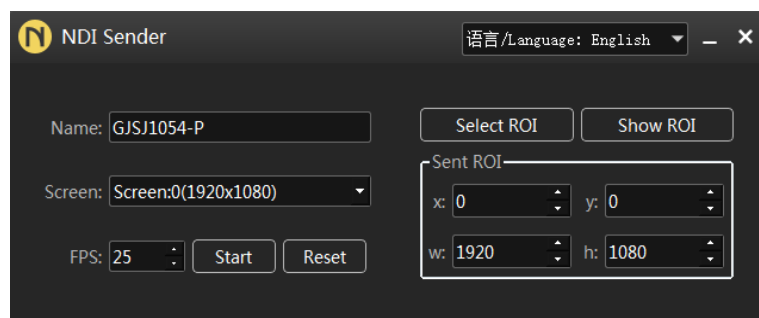 NDI Sender
语言/Language: English
Name: GJSJ1054-P
Select ROI
Show ROI
Screen: Screen:0(1920x1080)
Sent ROI
x: 0
y: 0
FPS: 25
Start
Reset
w: 1920
h: 1080